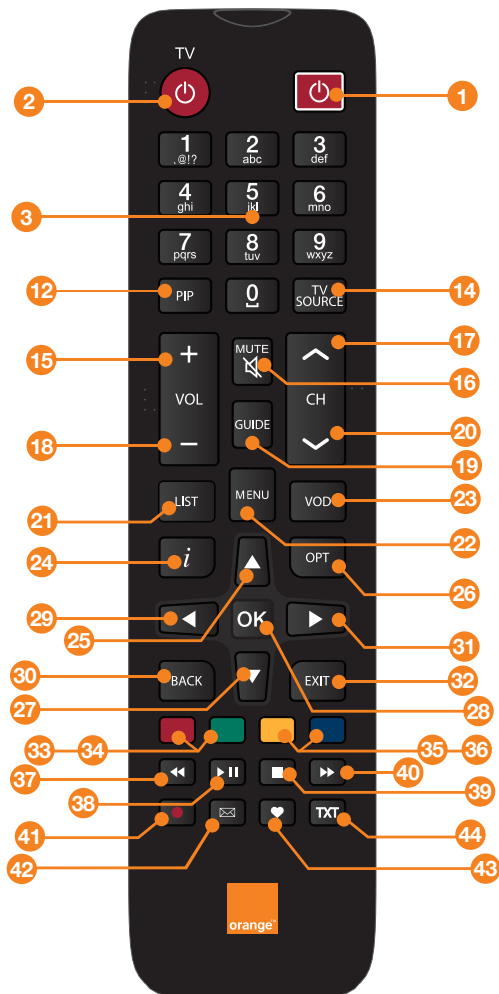 TV
2
1
1 2 3
.@!? abc def
4 5 6
ghi jkl mno
3
7 8 9
pqrs tuv wxyz
12
PIP 0 TV SOURCE
14
15
+
MUTE
17
16
VOL CH
GUIDE
18
−
20
19
21
LIST MENU VOD
23
22
24
i OPT
25
26
29
OK
31
30
BACK EXIT
32
27
28
33 34 35 36
37
40
38
39
41
TXT
44
42
43
orange™